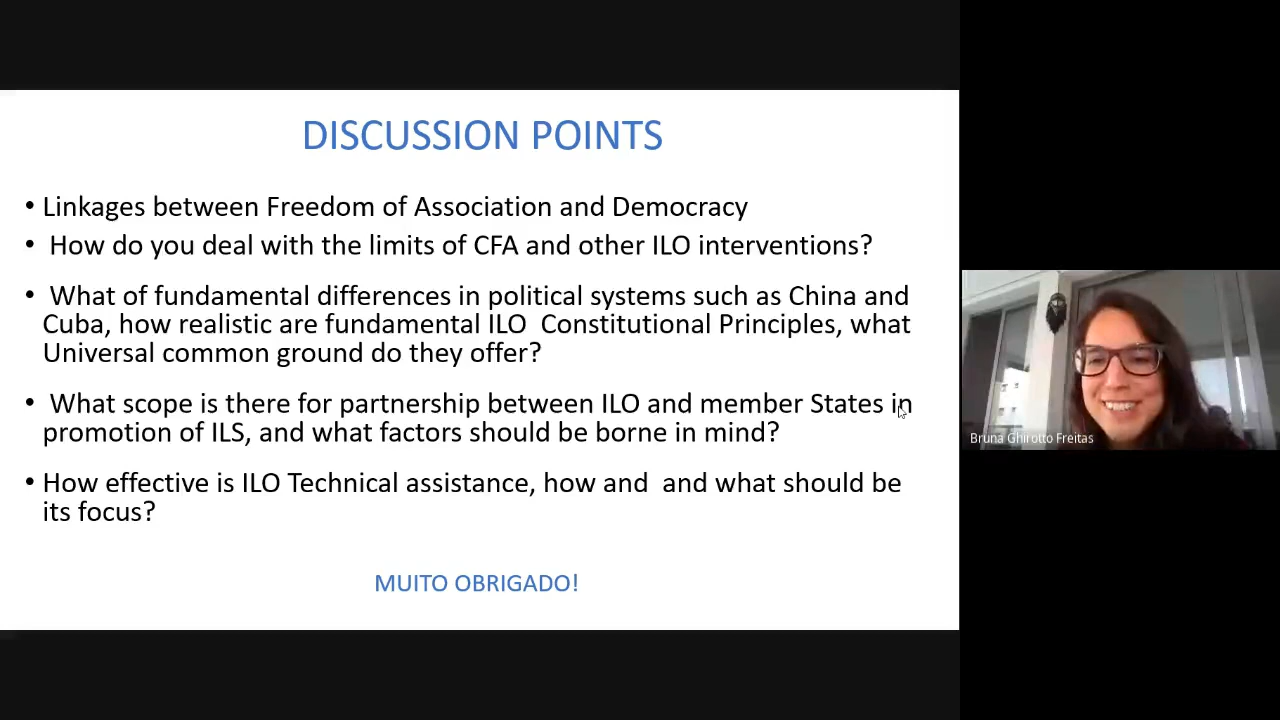 DISCUSSION POINTS
• Linkages between Freedom of Association and Democracy
• How do you deal with the limits of CFA and other ILO interventions?
• What of fundamental differences in political systems such as China and
Cuba, how realistic are fundamental ILO Constitutional Principles, what
Universal common ground do they offer?
• What scope is there for partnership between ILO and member States in
promotion of ILS, and what factors should be borne in mind?
• How effective is ILO Technical assistance, how and and what should be
its focus?
MUITO OBRIGADO!
Bruna Ghirotto Freitas